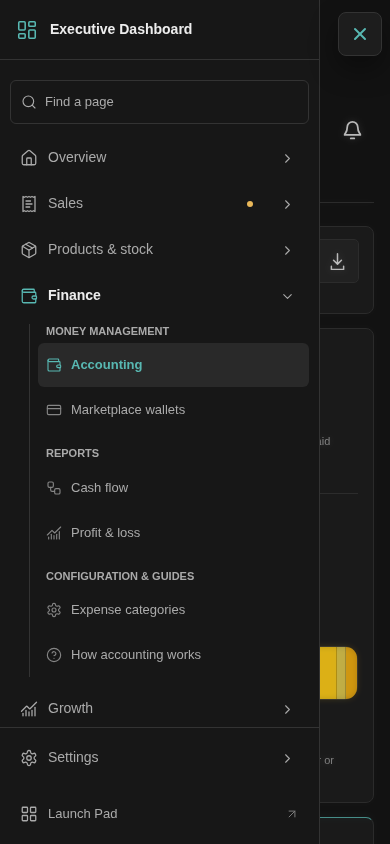 Executive Dashboard
Find a page
Overview
Sales
Products & stock
Finance
MONEY MANAGEMENT
Accounting
Marketplace wallets
REPORTS
Cash flow
Profit & loss
CONFIGURATION & GUIDES
Expense categories
How accounting works
Growth
Settings
Launch Pad
or